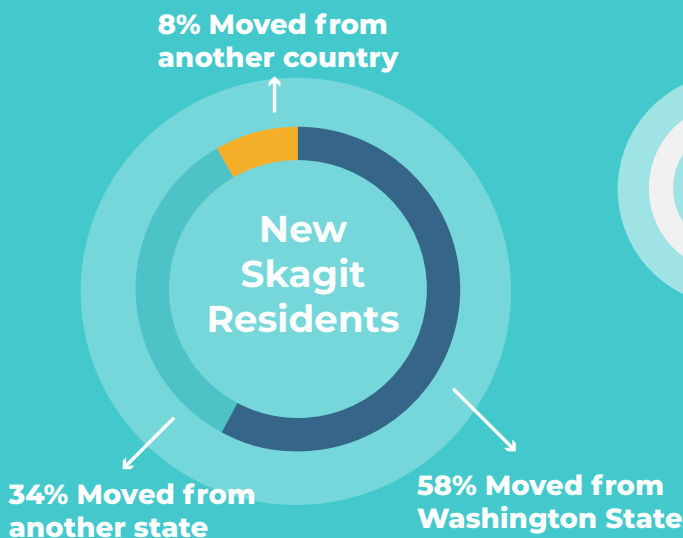 8% Moved from
another country
New
Skagit
Residents
34% Moved from
another state
58% Moved from
Washington State